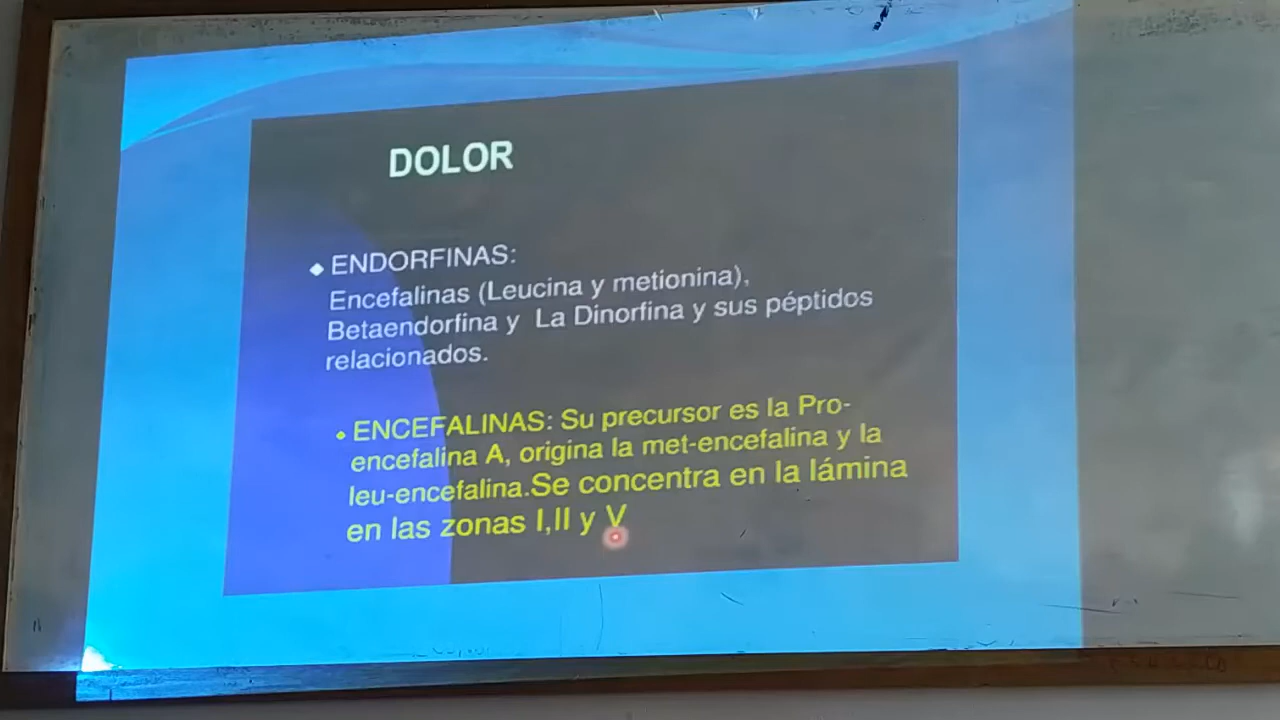 DOLOR
ENDORFINAS:
Encefalinas (Leucina y metionina),
Betaendorfina y La Dinorfina y sus péptidos
relacionados.
ENCEFALINAS: Su precursor es la Pro-
encefalina A, origina la met-encefalina y la
leu-encefalina.Se concentra en la lámina
en las zonas I,II y V